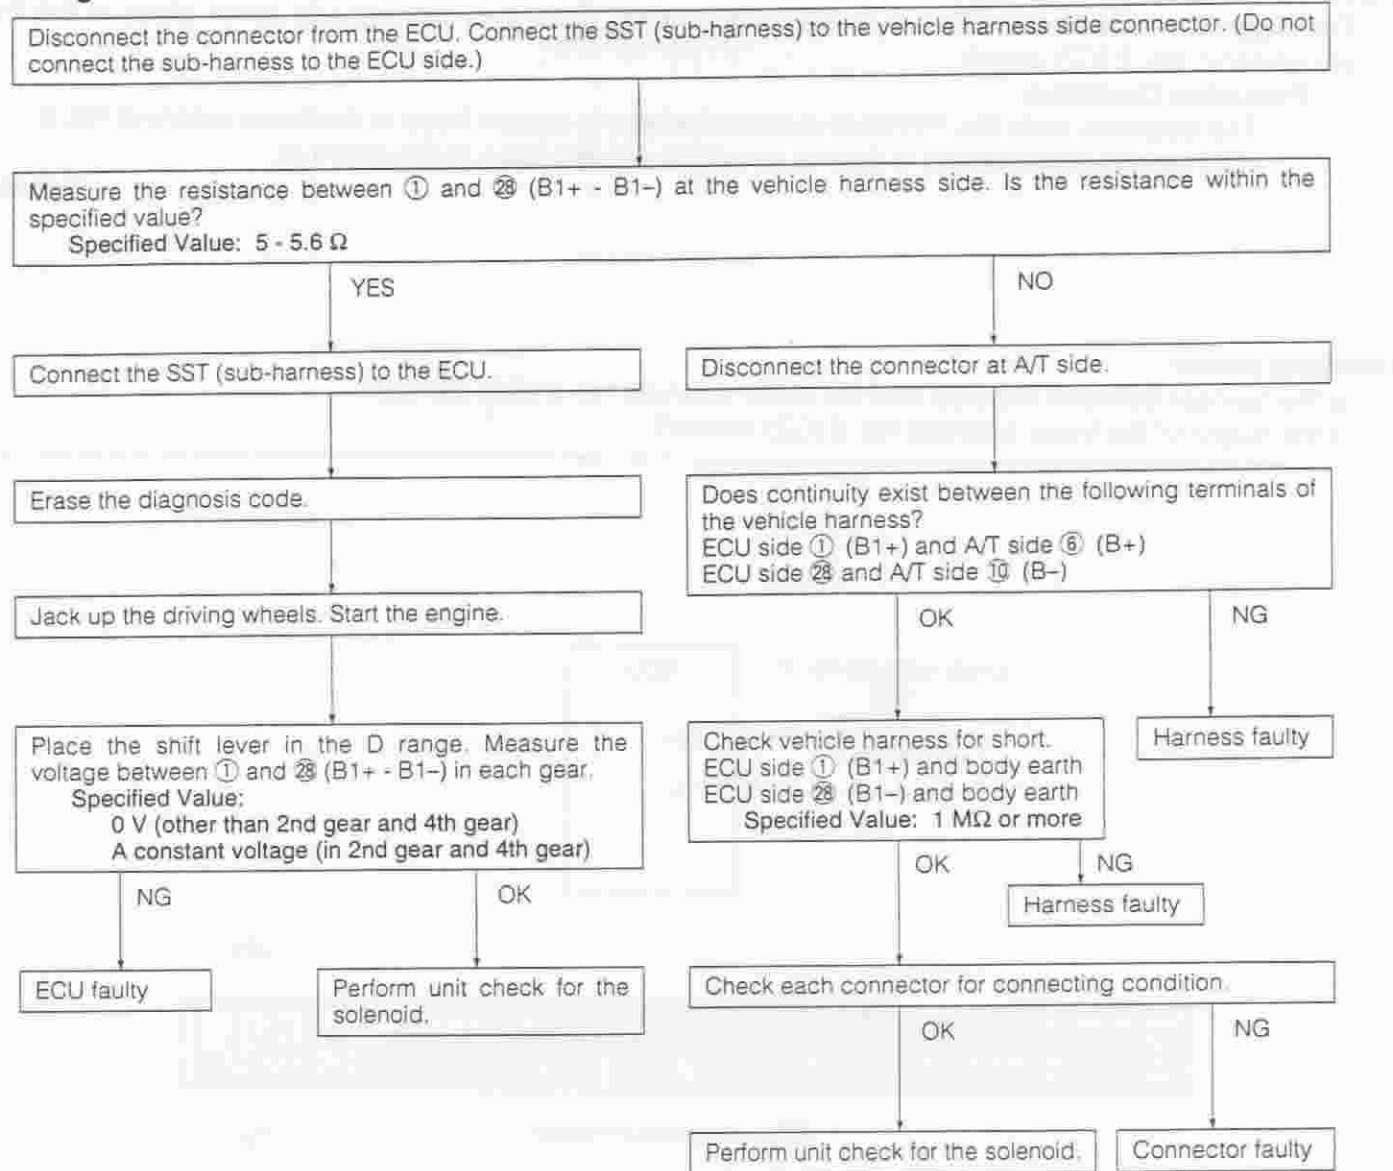 Disconnect the connector from the ECU. Connect the SST (sub-harness) to the vehicle harness side connector. (Do not
connect the sub-harness to the ECU side.)
Measure the resistance between ① and ㉘ (B1+ - B1–) at the vehicle harness side. Is the resistance within the
specified value?
Specified Value: 5 - 5.6 Ω
YES
NO
Connect the SST (sub-harness) to the ECU.
Disconnect the connector at A/T side.
Erase the diagnosis code.
Does continuity exist between the following terminals of
the vehicle harness?
ECU side ① (B1+) and A/T side ⑥ (B+)
ECU side ㉘ and A/T side ⑩ (B–)
Jack up the driving wheels. Start the engine.
OK
NG
Place the shift lever in the D range. Measure the
voltage between ① and ㉘ (B1+ - B1–) in each gear.
Specified Value:
0 V (other than 2nd gear and 4th gear)
A constant voltage (in 2nd gear and 4th gear)
Check vehicle harness for short.
ECU side ① (B1+) and body earth
ECU side ㉘ (B1–) and body earth
Specified Value: 1 MΩ or more
Harness faulty
NG
OK
OK
NG
Harness faulty
ECU faulty
Perform unit check for the
solenoid.
Check each connector for connecting condition.
OK
NG
Perform unit check for the solenoid.
Connector faulty